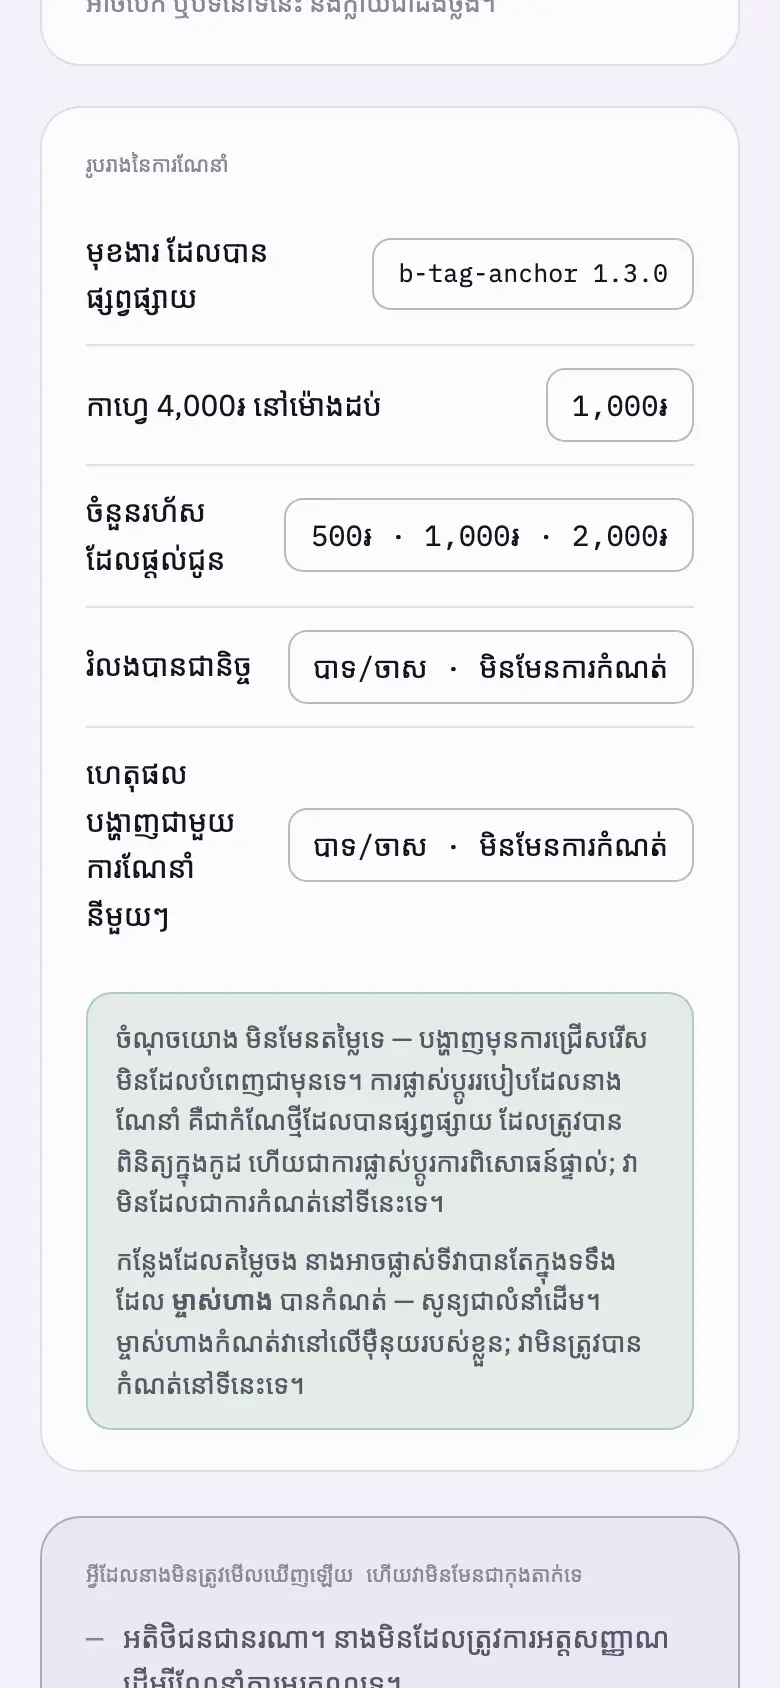 រូបរាងនៃការណែនាំ
មុខងារ ដែលបាន
ផ្សព្វផ្សាយ
b-tag-anchor 1.3.0
កាហ្វេ 4,000៛ នៅម៉ោងដប់
1,000៛
ចំនួនរហ័ស
ដែលផ្តល់ជូន
500៛ · 1,000៛ · 2,000៛
រំលងបានជានិច្ច
បាទ/ចាស · មិនមែនការកំណត់
ហេតុផល
បង្ហាញជាមួយ
ការណែនាំ
នីមួយៗ
បាទ/ចាស · មិនមែនការកំណត់
ចំណុចយោង មិនមែនតម្លៃទេ — បង្ហាញមុនការជ្រើសរើស
មិនដែលបំពេញជាមុនទេ។ ការផ្លាស់ប្តូររបៀបដែលនាង
ណែនាំ គឺជាកំណែថ្មីដែលបានផ្សព្វផ្សាយ ដែលត្រូវបាន
ពិនិត្យក្នុងកូដ ហើយជាការផ្លាស់ប្តូរការពិសោធន៍ផ្ទាល់; វា
មិនដែលជាការកំណត់នៅទីនេះទេ។
កន្លែងដែលតម្លៃចង នាងអាចផ្លាស់ទីវាបានតែក្នុងទទឹង
ដែល ម្ចាស់ហាង បានកំណត់ — សូន្យជាលំនាំដើម។
ម្ចាស់ហាងកំណត់វានៅលើម៉ឺនុយរបស់ខ្លួន; វាមិនត្រូវបាន
កំណត់នៅទីនេះទេ។
អ្វីដែលនាងមិនត្រូវមើលឃើញឡើយ ហើយវាមិនមែនជាកុងតាក់ទេ
— អតិថិជនជានរណា។ នាងមិនដែលត្រូវការអត្តសញ្ញាណ